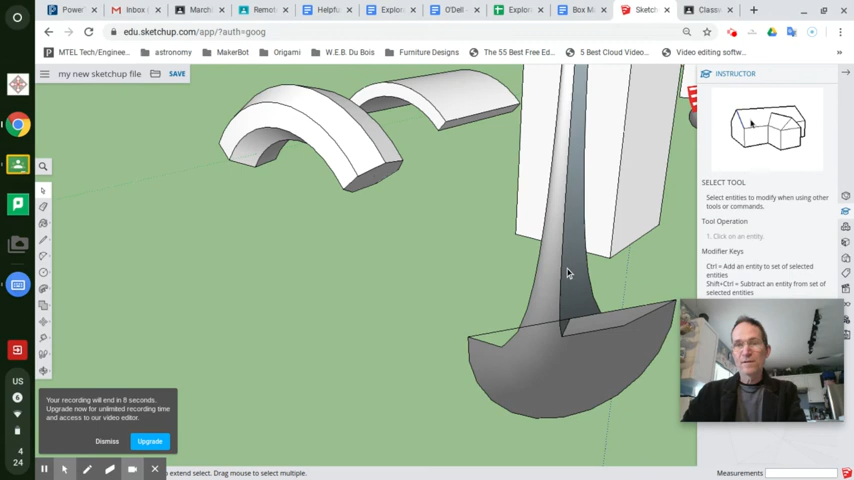 Power
Inbox (
March
Remot
Helpfu
Explor
O'Dell -
Explor
Box M
Sketch
Classw
edu.sketchup.com/app/?auth=goog
MTEL Tech/Engine...
astronomy
MakerBot
Origami
W.E.B. Du Bois
Furniture Designs
The 55 Best Free Ed...
5 Best Cloud Video...
Video editing softw...
my new sketchup file
SAVE
INSTRUCTOR
SELECT TOOL
Select entities to modify when using other
tools or commands.
Tool Operation
1. Click on an entity.
Modifier Keys
Ctrl = Add an entity to set of selected
entities
Shift+Ctrl = Subtract an entity from set of
selected entities
US
6
4
24
Your recording will end in 8 seconds.
Upgrade now for unlimited recording time
and access to our video editor.
Dismiss
Upgrade
o extend select. Drag mouse to select multiple.
Measurements